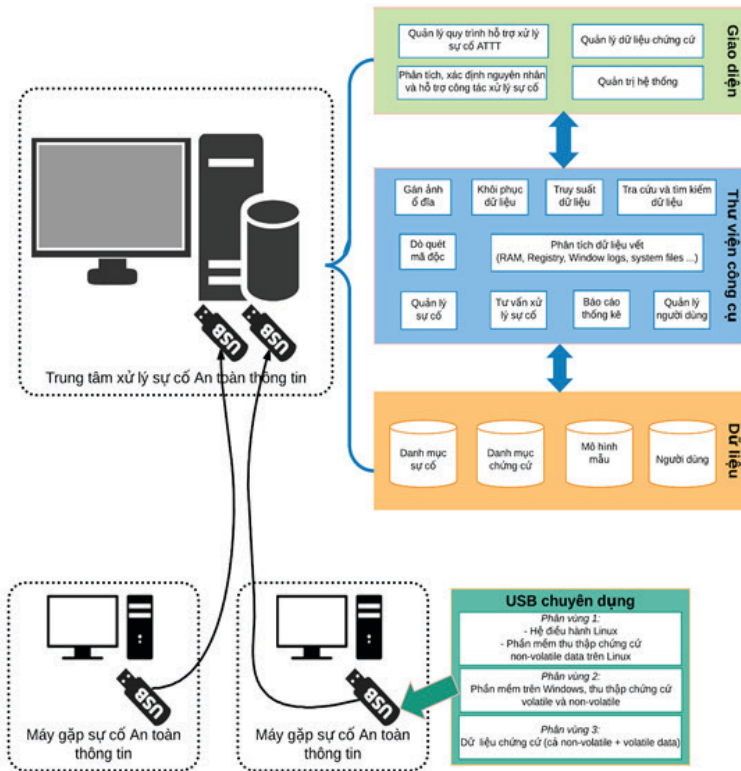 Quản lý quy trình hỗ trợ xử lý
sự cố ATTT
Quản lý dữ liệu chứng cứ
Phân tích, xác định nguyên nhân
và hỗ trợ công tác xử lý sự cố
Quản trị hệ thống
Giao diện
Gán ảnh
ổ đĩa
Khôi phục
dữ liệu
Truy suất
dữ liệu
Tra cứu và tìm kiếm
dữ liệu
Dò quét
mã độc
Phân tích dữ liệu vết
(RAM, Registry, Window logs, system files ...)
Quản lý
sự cố
Tư vấn xử
lý sự cố
Báo cáo
thống kê
Quản lý
người dùng
Thư viện công cụ
Danh mục
sự cố
Danh mục
chứng cứ
Mô hình
mẫu
Người dùng
Dữ liệu
USB
USB
Trung tâm xử lý sự cố An toàn thông tin
USB
Máy gặp sự cố An toàn
thông tin
USB
Máy gặp sự cố An toàn
thông tin
USB chuyên dụng
Phân vùng 1:
- Hệ điều hành Linux
- Phần mềm thu thập chứng cứ
non-volatile data trên Linux
Phân vùng 2:
Phần mềm trên Windows, thu thập chứng cứ
volatile và non-volatile
Phân vùng 3:
Dữ liệu chứng cứ (cả non-volatile + volatile data)